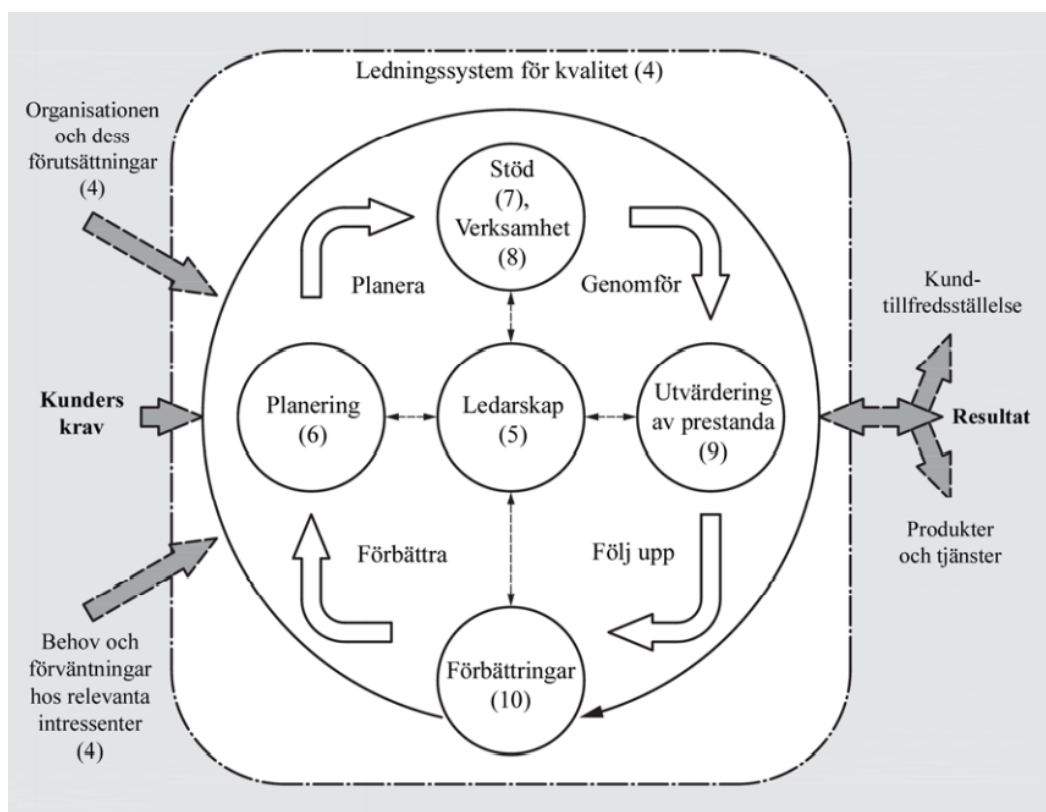 Ledningssystem för kvalitet (4)
Organisationen
och dess
förutsättningar
(4)
Stöd
(7),
Verksamhet
(8)
Planera
Genomför
Kund-
tillfredsställelse
Kunders
krav
Planering
(6)
Ledarskap
(5)
Utvärdering
av prestanda
(9)
Resultat
Förbättra
Följ upp
Produkter
och tjänster
Behov och
förväntningar
hos relevanta
intressenter
(4)
Förbättringar
(10)